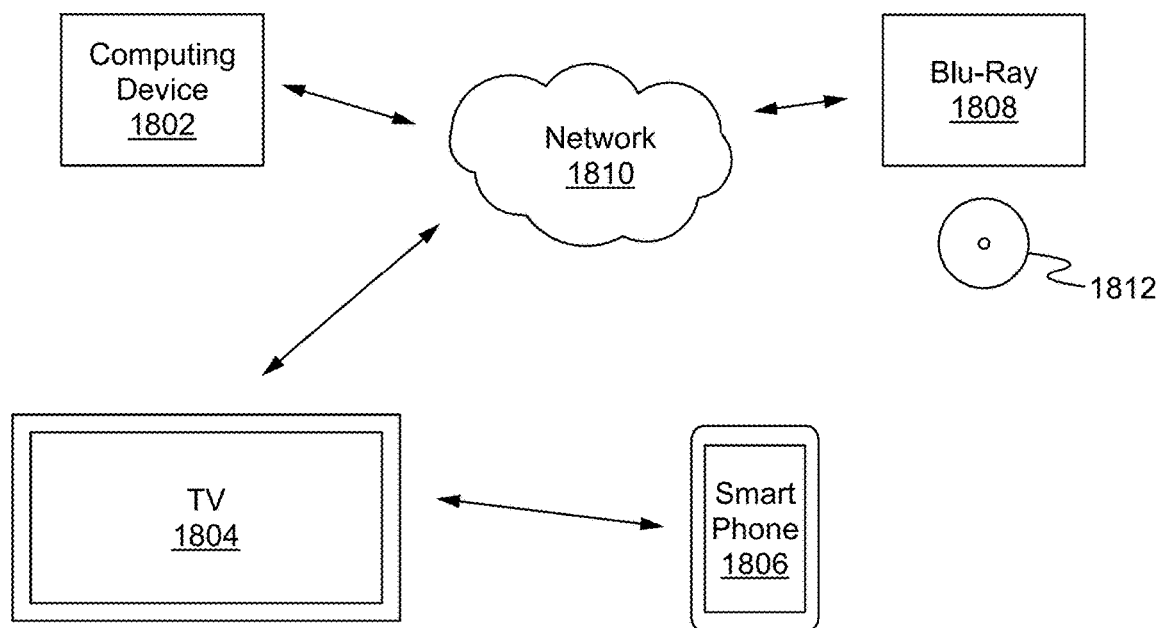 Computing
Device
1802
Network
1810
Blu-Ray
1808
1812
TV
1804
Smart
Phone
1806